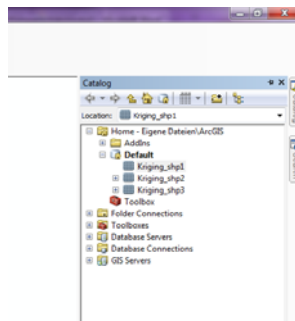 Catalog
Location: Kriging_shp1
Home - Eigene Dateien\ArcGIS
AddIns
Default
Kriging_shp1
Kriging_shp2
Kriging_shp3
Toolbox
Folder Connections
Toolboxes
Database Servers
Database Connections
GIS Servers